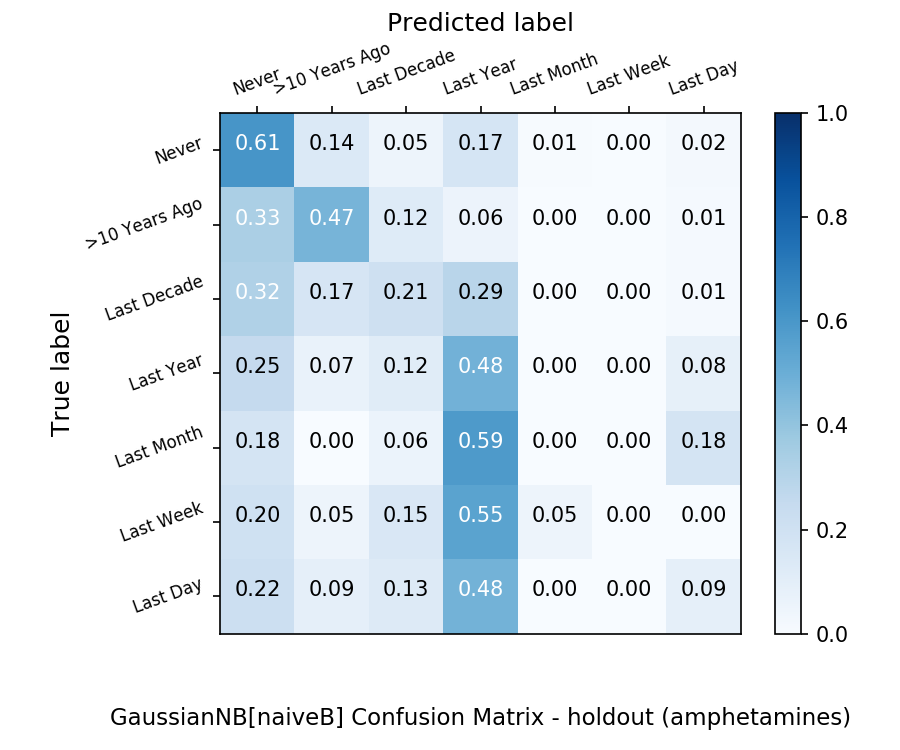 Predicted label
Never >10 Years Ago Last Decade Last Year Last Month Last Week Last Day
True label
Never 0.61 0.14 0.05 0.17 0.01 0.00 0.02
>10 Years Ago 0.33 0.47 0.12 0.06 0.00 0.00 0.01
Last Decade 0.32 0.17 0.21 0.29 0.00 0.00 0.01
Last Year 0.25 0.07 0.12 0.48 0.00 0.00 0.08
Last Month 0.18 0.00 0.06 0.59 0.00 0.00 0.18
Last Week 0.20 0.05 0.15 0.55 0.05 0.00 0.00
Last Day 0.22 0.09 0.13 0.48 0.00 0.00 0.09
1.0
0.8
0.6
0.4
0.2
0.0
GaussianNB[naiveB] Confusion Matrix - holdout (amphetamines)